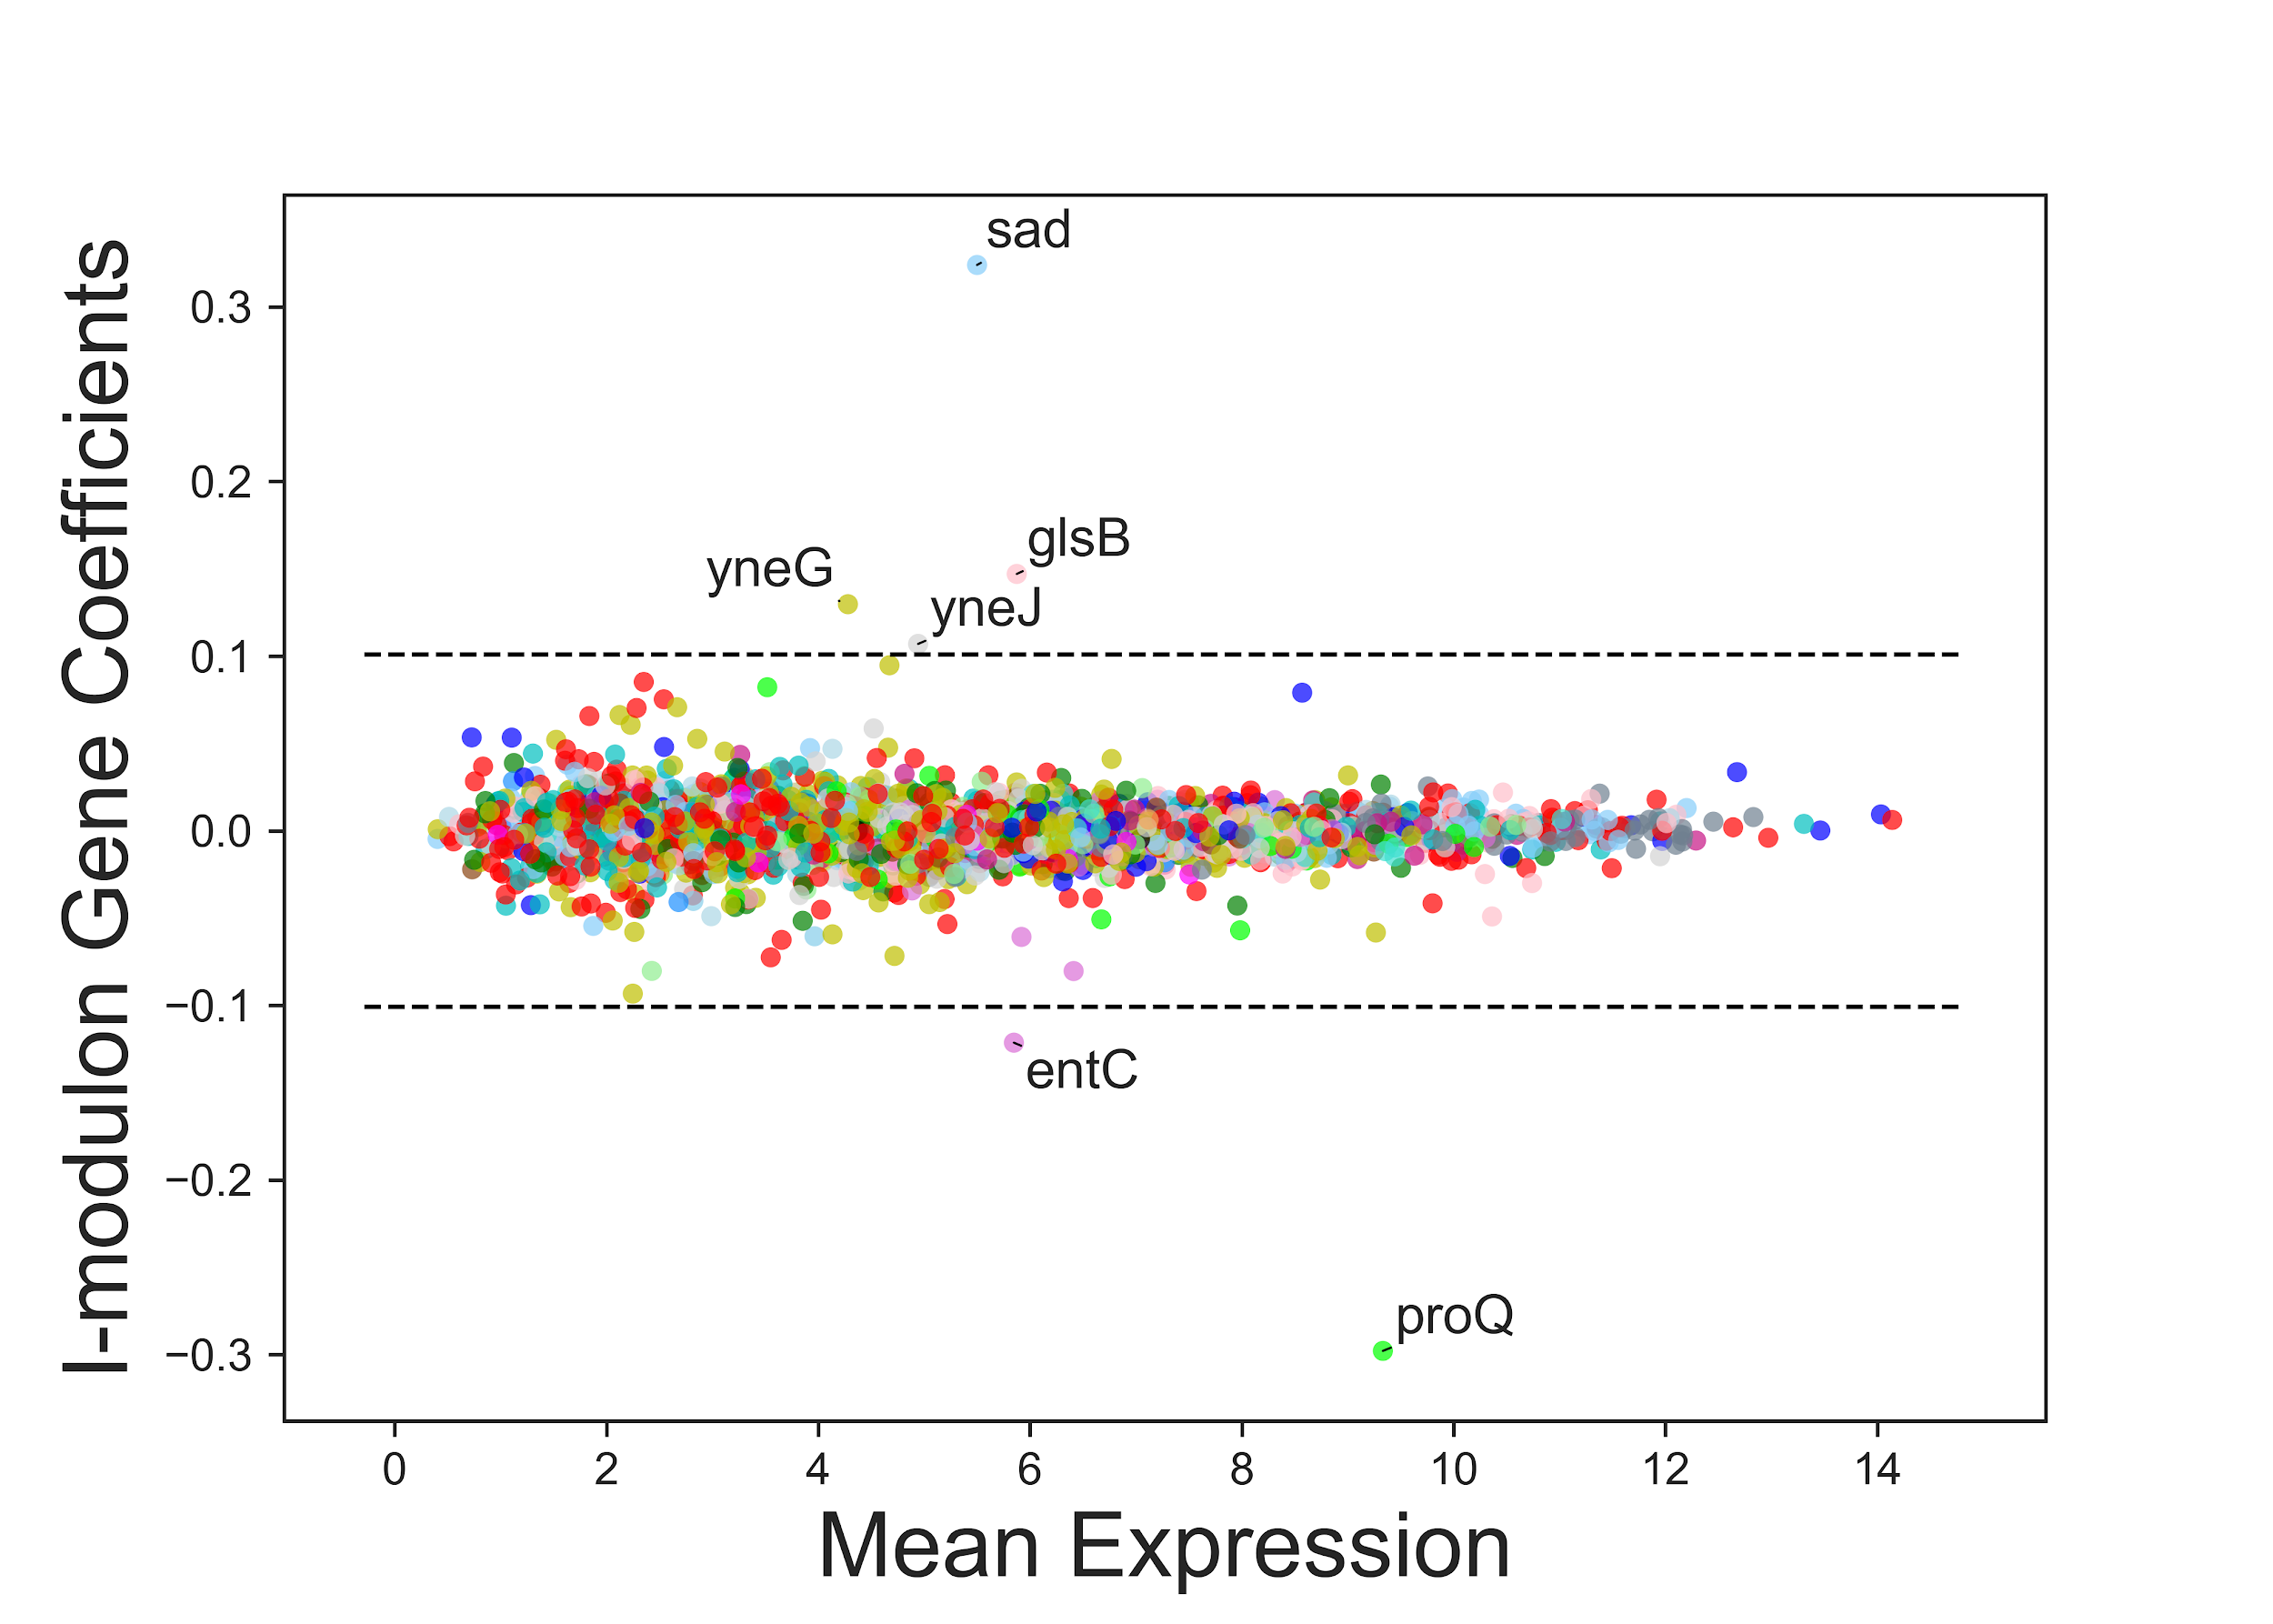 sad
glsB
yneG
yneJ
entC
proQ
0.3
0.2
0.1
0.0
−0.1
−0.2
−0.3
I-modulon Gene Coefficients
0 2 4 6 8 10 12 14
Mean Expression